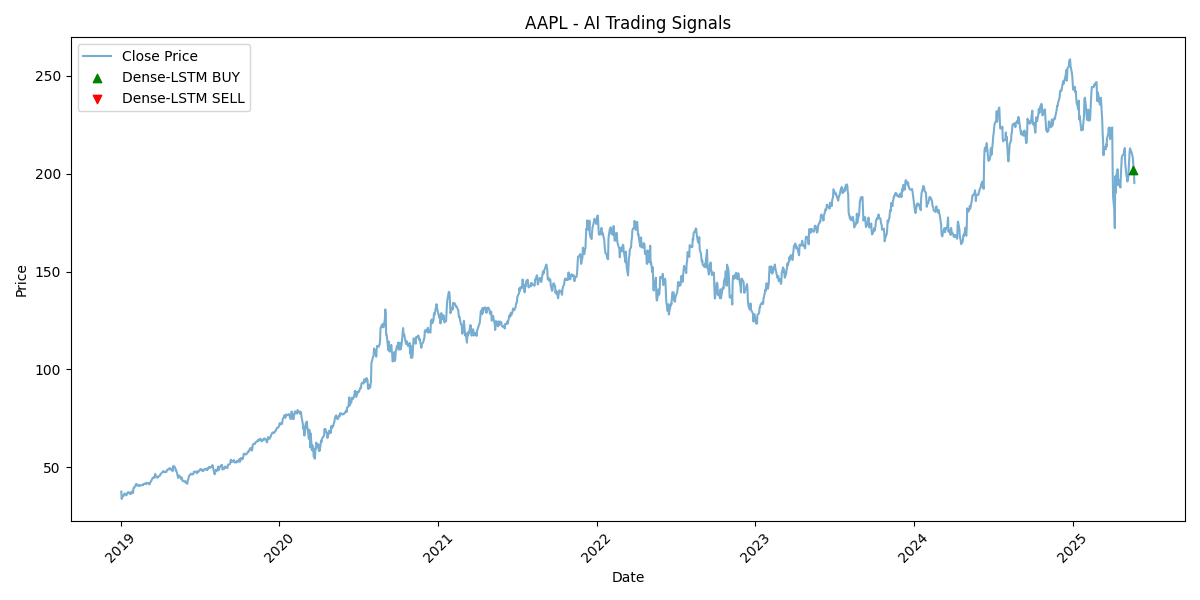 AAPL - AI Trading Signals
Close Price
Dense-LSTM BUY
Dense-LSTM SELL
250
200
150
100
50
Price
2019
2020
2021
2022
2023
2024
2025
Date